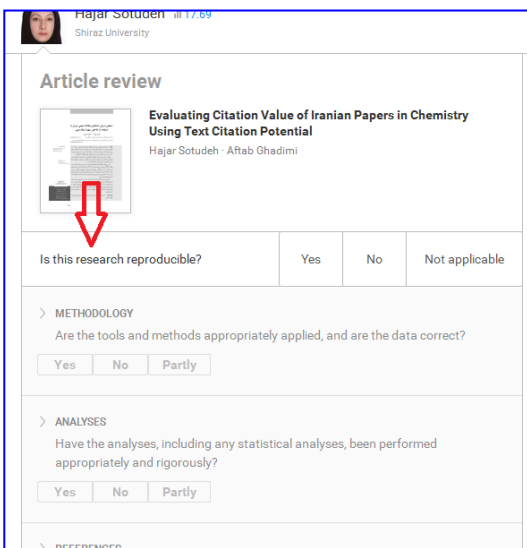 Hajar Sotudeh 17.69
Shiraz University
Article review
Evaluating Citation Value of Iranian Papers in Chemistry
Using Text Citation Potential
Hajar Sotudeh · Aftab Ghadimi
Is this research reproducible? Yes No Not applicable
METHODOLOGY
Are the tools and methods appropriately applied, and are the data correct?
Yes No Partly
ANALYSES
Have the analyses, including any statistical analyses, been performed
appropriately and rigorously?
Yes No Partly
REFERENCES